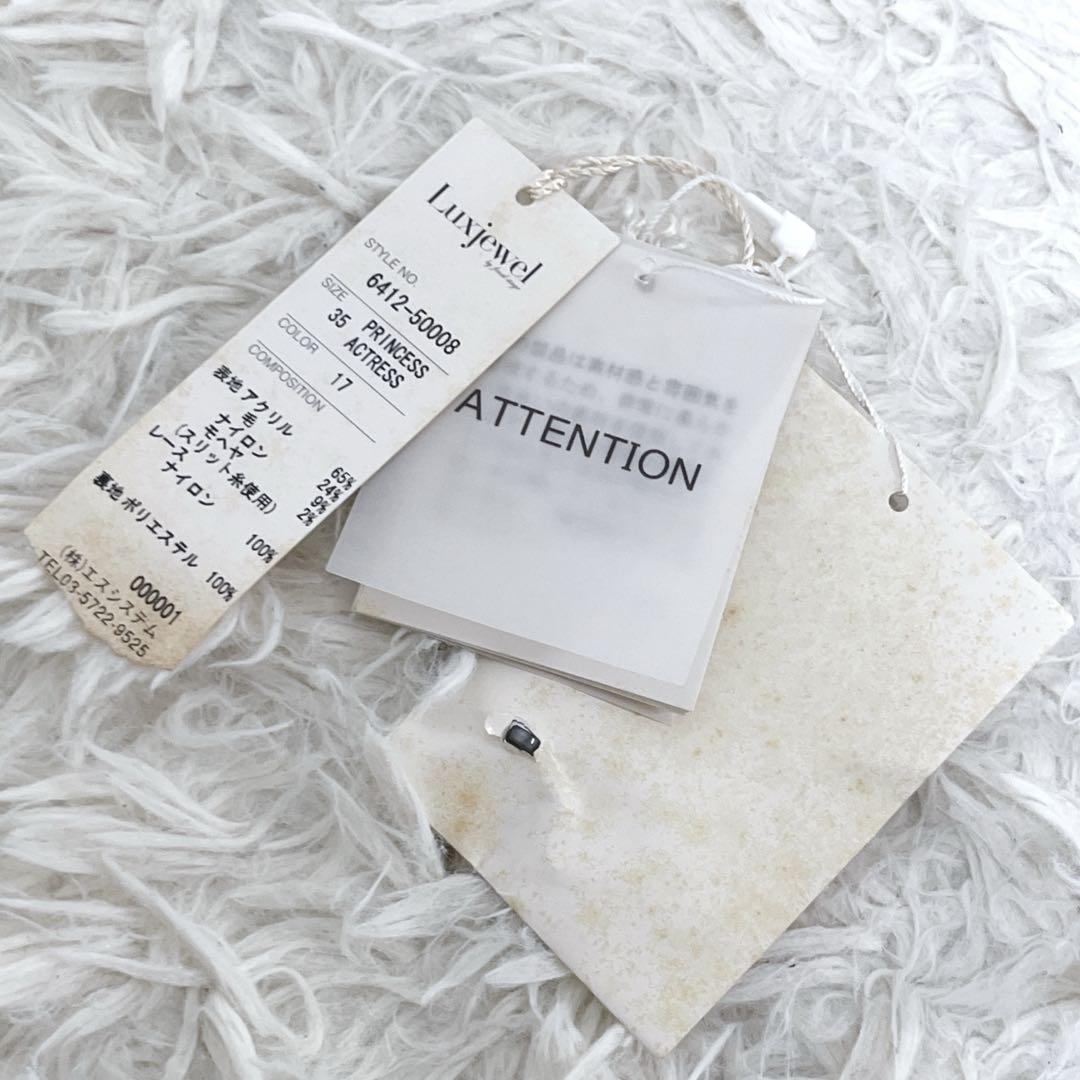 Luxjewel
STYLE NO.
6412-50008
SIZE
35 PRINCESS
ACTRESS
COLOR
17
COMPOSITION
表地アクリル 65%
毛 24%
ナイロン 9%
モヘヤ 2%
(スリット糸使用)
レース
ナイロン 100%
裏地ポリエステル 100%
000001
(株)エスシステム
TEL03-5722-9525
ATTENTION